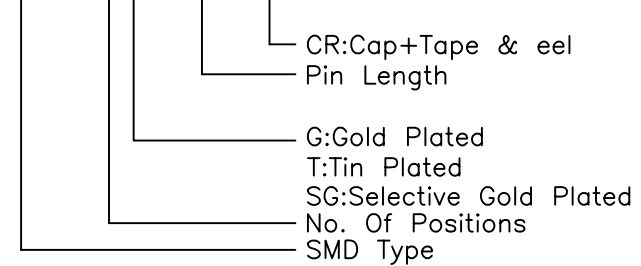 CR:Cap+Tape & eel
Pin Length
G:Gold Plated
T:Tin Plated
SG:Selective Gold Plated
No. Of Positions
SMD Type